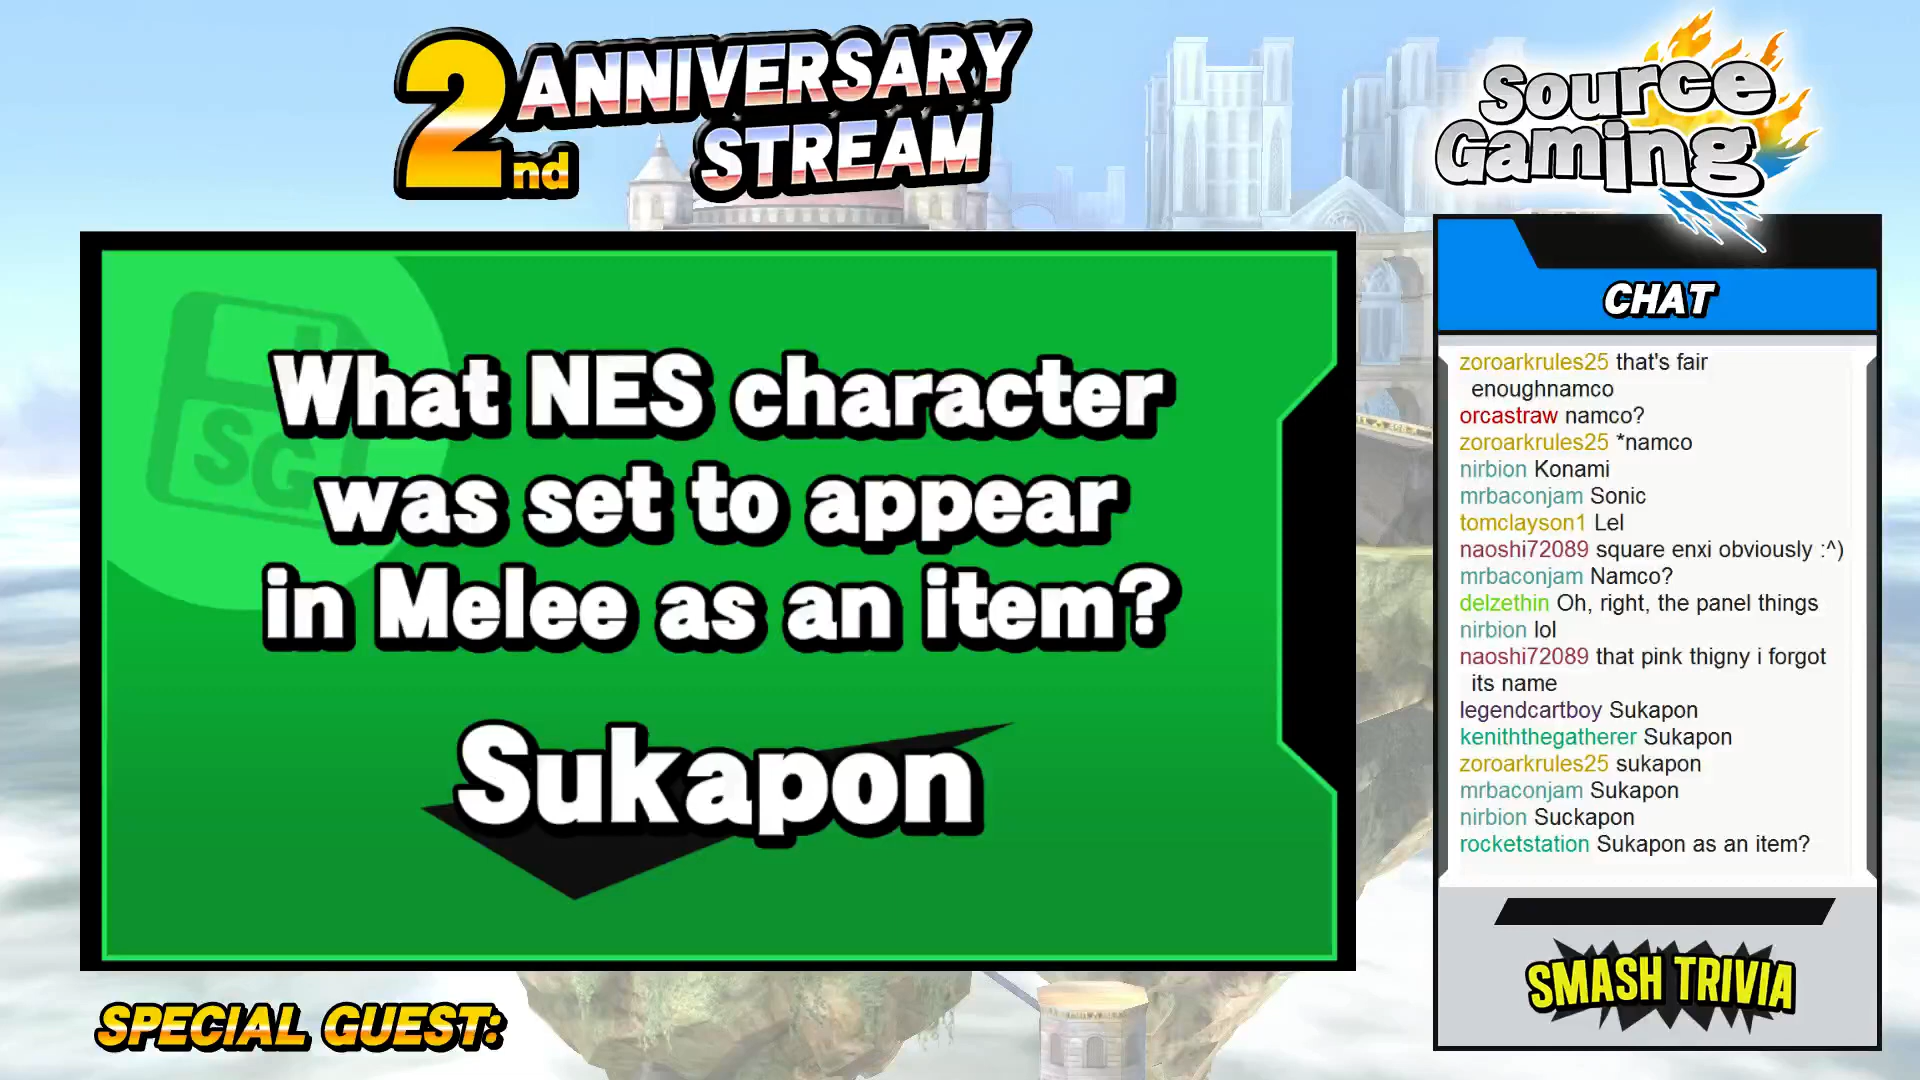 2nd ANNIVERSARY
STREAM
Source
Gaming
SG
What NES character
was set to appear
in Melee as an item?
Sukapon
CHAT
zoroarkrules25 that's fair
enoughnamco
orcastraw namco?
zoroarkrules25 *namco
nirbion Konami
mrbaconjam Sonic
tomclayson1 Lel
naoshi72089 square enxi obviously :^)
mrbaconjam Namco?
delzethin Oh, right, the panel things
nirbion lol
naoshi72089 that pink thigny i forgot
its name
legendcartboy Sukapon
keniththegatherer Sukapon
zoroarkrules25 sukapon
mrbaconjam Sukapon
nirbion Suckapon
rocketstation Sukapon as an item?
SMASH TRIVIA
SPECIAL GUEST: